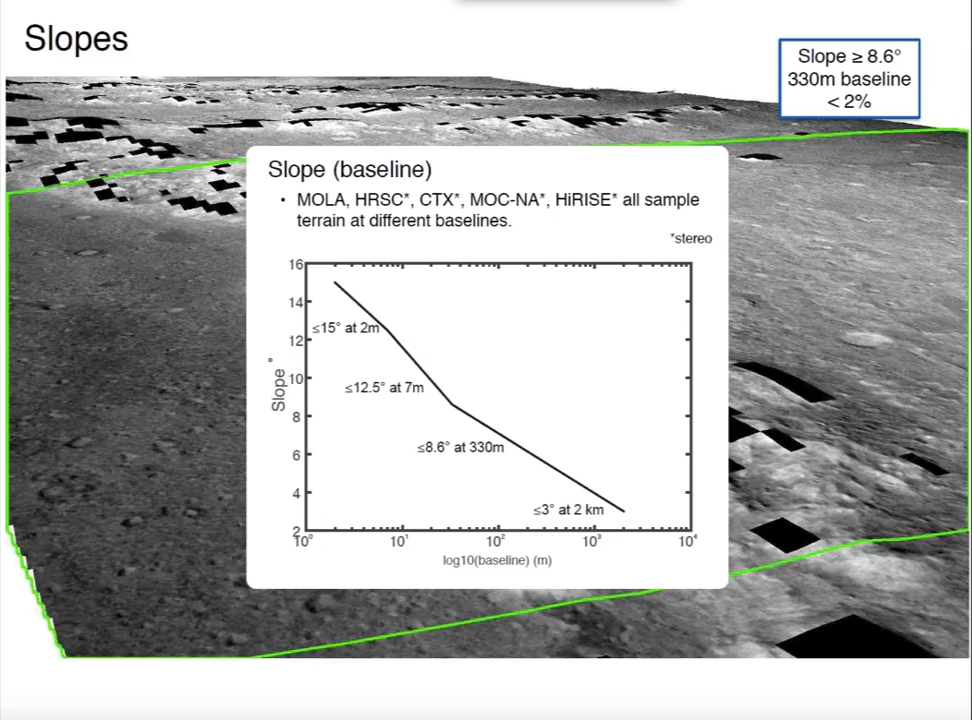 Slopes
Slope ≥ 8.6°
330m baseline
< 2%
Slope (baseline)
• MOLA, HRSC*, CTX*, MOC-NA*, HiRISE* all sample
terrain at different baselines.
*stereo
16
14
12
10
8
6
4
2
Slope °
≤15° at 2m
≤12.5° at 7m
≤8.6° at 330m
≤3° at 2 km
10⁰
10¹
10²
10³
10⁴
log10(baseline) (m)